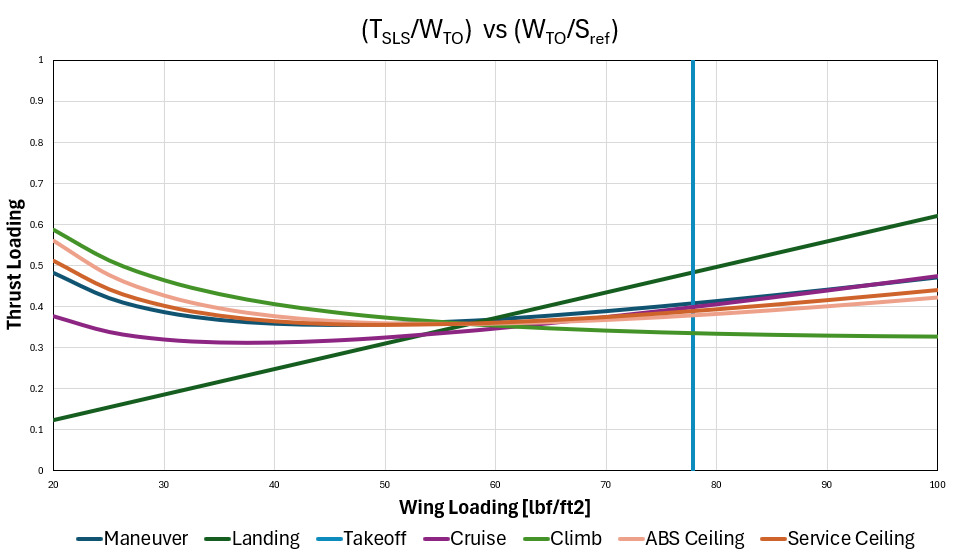 (TSLS/WTO) vs (WTO/Sref)
1
0.9
0.8
0.7
0.6
0.5
0.4
0.3
0.2
0.1
0
Thrust Loading
20 30 40 50 60 70 80 90 100
Wing Loading [lbf/ft2]
Maneuver Landing Takeoff Cruise Climb ABS Ceiling Service Ceiling